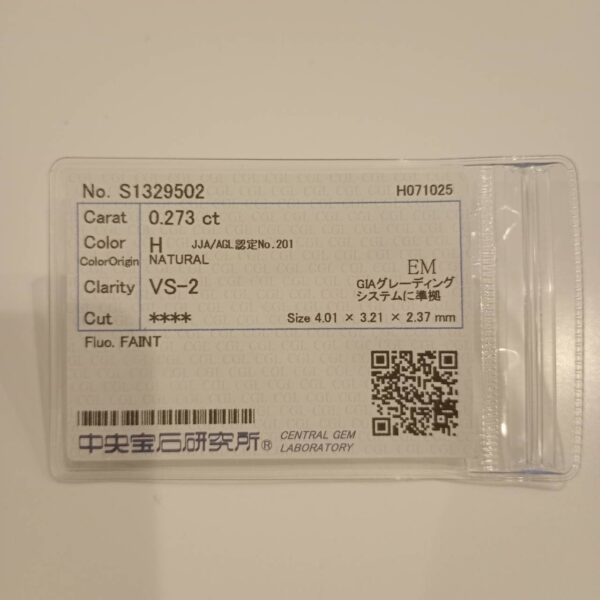 No. S1329502 H071025
Carat 0.273 ct
Color H JJA/AGL認定No.201
ColorOrigin NATURAL
EM
Clarity VS-2 GIAグレーディング
システムに準拠
Cut **** Size 4.01 × 3.21 × 2.37 mm
Fluo. FAINT
中央宝石研究所® CENTRAL GEM
LABORATORY